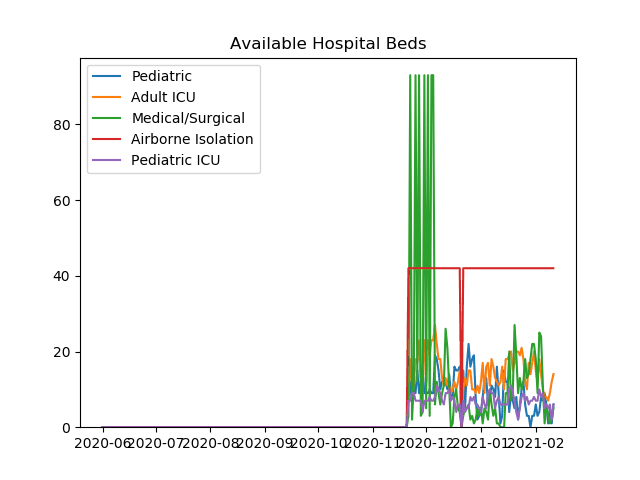 Available Hospital Beds
Pediatric
Adult ICU
Medical/Surgical
Airborne Isolation
Pediatric ICU
80
60
40
20
0
2020-06 2020-07 2020-08 2020-09 2020-10 2020-11 2020-12 2021-01 2021-02